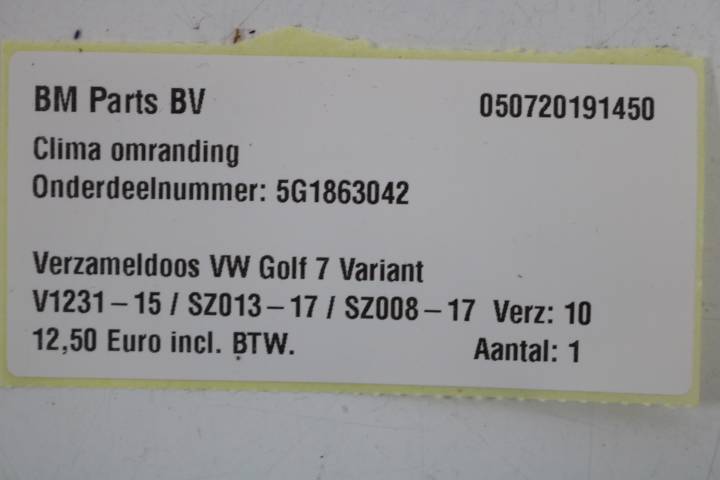 BM Parts BV 050720191450
Clima omranding
Onderdeelnummer: 5G1863042
Verzameldoos VW Golf 7 Variant
V1231-15 / SZ013-17 / SZ008-17 Verz: 10
12,50 Euro incl. BTW. Aantal: 1